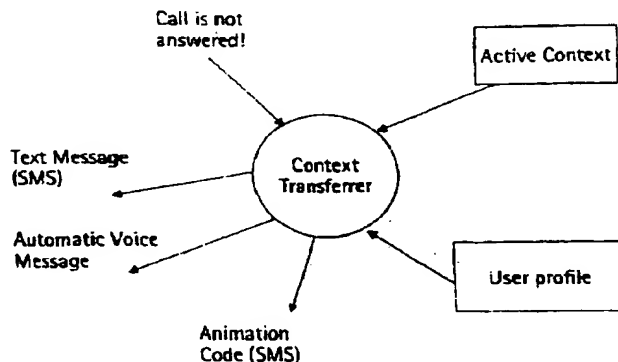 Call is not
answered!
Active Context
Context
Transferrer
Text Message
(SMS)
Automatic Voice
Message
User profile
Animation
Code (SMS)